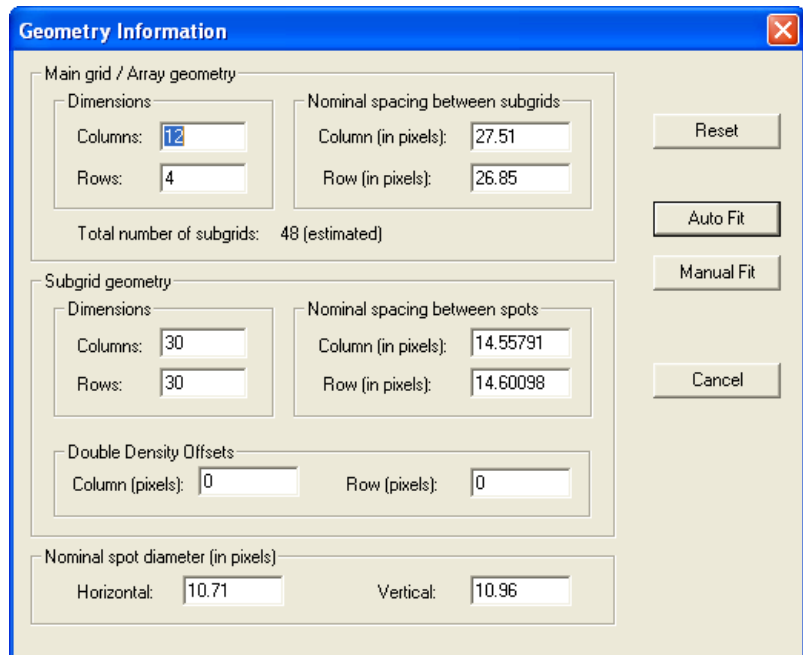 Geometry Information
Main grid / Array geometry
Dimensions
Columns: 12
Rows: 4
Nominal spacing between subgrids
Column (in pixels): 27.51
Row (in pixels): 26.85
Total number of subgrids: 48 (estimated)
Subgrid geometry
Dimensions
Columns: 30
Rows: 30
Nominal spacing between spots
Column (in pixels): 14.55791
Row (in pixels): 14.60098
Double Density Offsets
Column (pixels): 0 Row (pixels): 0
Nominal spot diameter (in pixels)
Horizontal: 10.71 Vertical: 10.96
Reset
Auto Fit
Manual Fit
Cancel